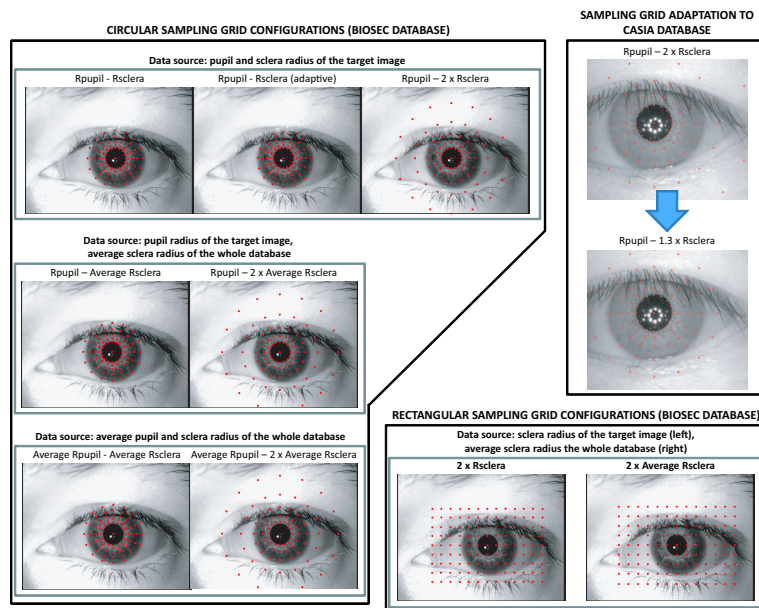 CIRCULAR SAMPLING GRID CONFIGURATIONS (BIOSEC DATABASE)
Data source: pupil and sclera radius of the target image
Rpupil - Rsclera
Rpupil - Rsclera (adaptive)
Rpupil – 2 x Rsclera
Data source: pupil radius of the target image,
average sclera radius of the whole database
Rpupil – Average Rsclera
Rpupil – 2 x Average Rsclera
Data source: average pupil and sclera radius of the whole database
Average Rpupil - Average Rsclera
Average Rpupil – 2 x Average Rsclera
SAMPLING GRID ADAPTATION TO
CASIA DATABASE
Rpupil – 2 x Rsclera
Rpupil – 1.3 x Rsclera
RECTANGULAR SAMPLING GRID CONFIGURATIONS (BIOSEC DATABASE)
Data source: sclera radius of the target image (left),
average sclera radius the whole database (right)
2 x Rsclera
2 x Average Rsclera